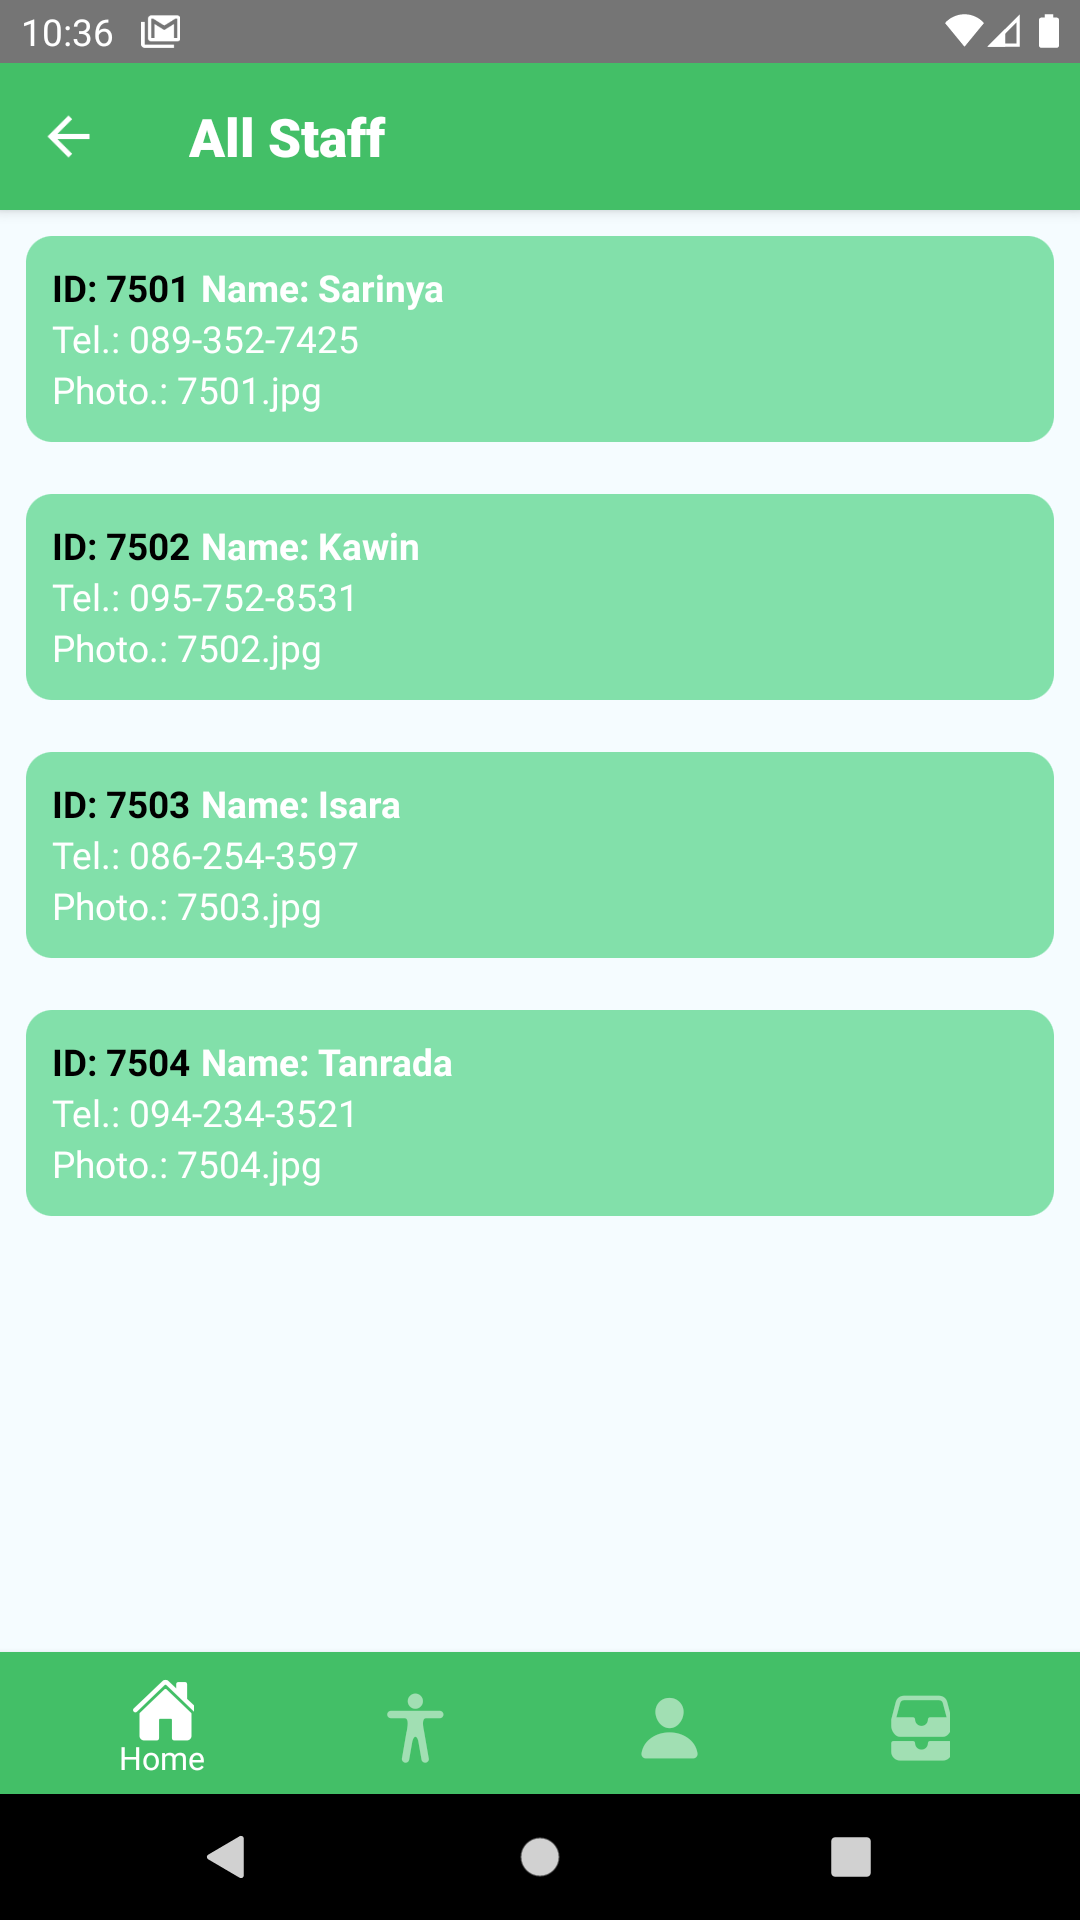 10:36
All Staff
ID: 7501 Name: Sarinya
Tel.: 089-352-7425
Photo.: 7501.jpg
ID: 7502 Name: Kawin
Tel.: 095-752-8531
Photo.: 7502.jpg
ID: 7503 Name: Isara
Tel.: 086-254-3597
Photo.: 7503.jpg
ID: 7504 Name: Tanrada
Tel.: 094-234-3521
Photo.: 7504.jpg
Home